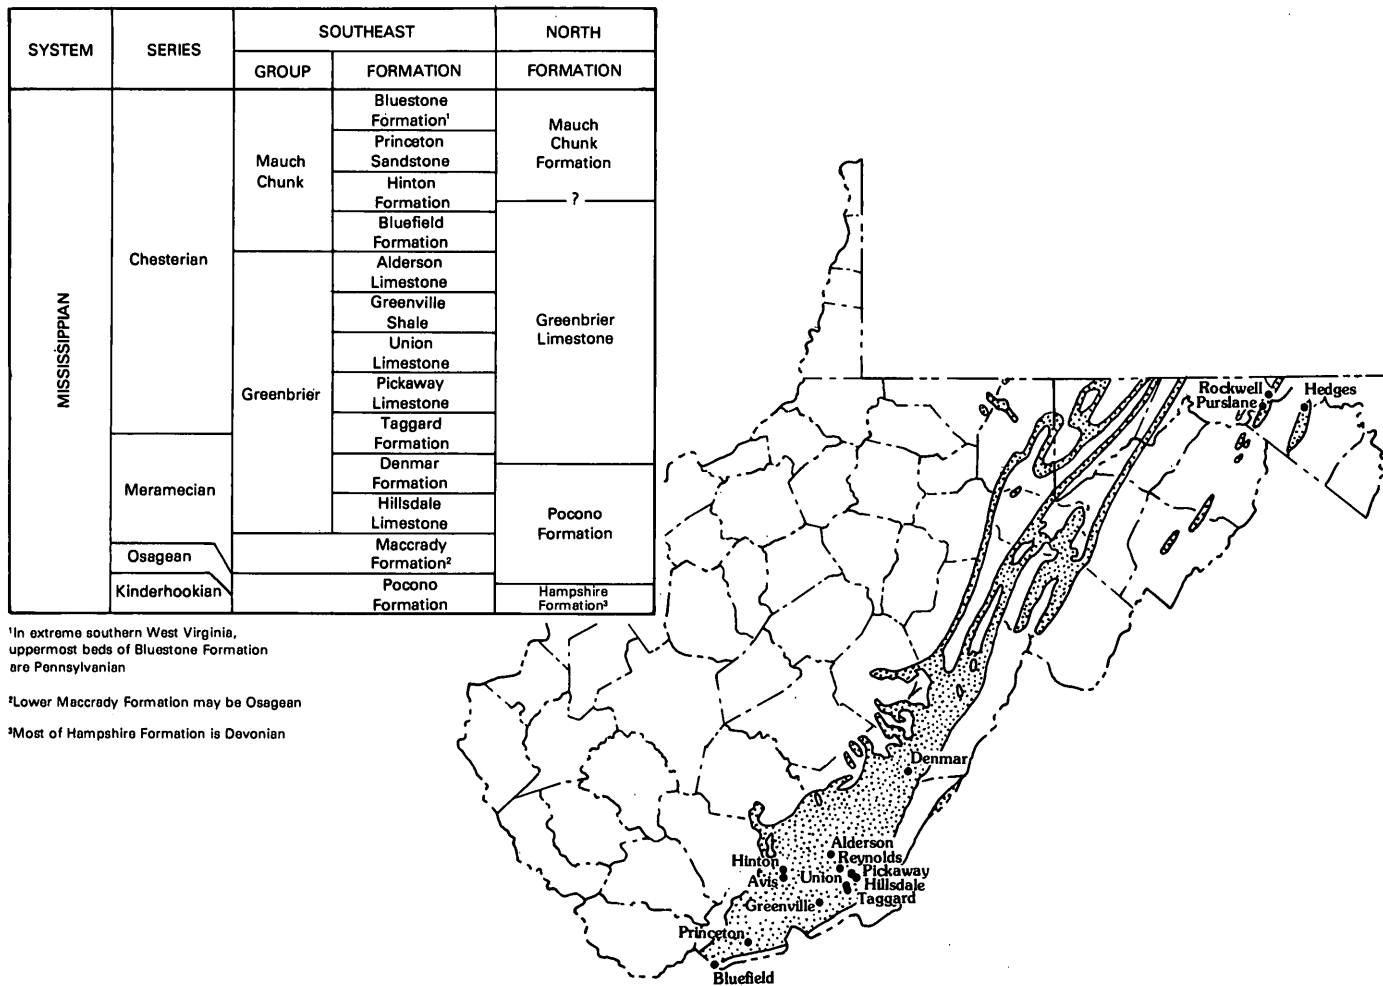 SYSTEM
SERIES
SOUTHEAST
NORTH
GROUP
FORMATION
FORMATION
MISSISSIPPIAN
Chesterian
Meramecian
Osagean
Kinderhookian
Mauch
Chunk
Greenbrier
Bluestone
Formation¹
Princeton
Sandstone
Hinton
Formation
Bluefield
Formation
Alderson
Limestone
Greenville
Shale
Union
Limestone
Pickaway
Limestone
Taggard
Formation
Denmar
Formation
Hillsdale
Limestone
Maccrady
Formation²
Pocono
Formation
Mauch
Chunk
Formation
?
Greenbrier
Limestone
Pocono
Formation
Hampshire
Formation³
¹In extreme southern West Virginia,
uppermost beds of Bluestone Formation
are Pennsylvanian
²Lower Maccrady Formation may be Osagean
³Most of Hampshire Formation is Devonian
Rockwell
Purslane
Hedges
Denmar
Alderson
Reynolds
Hinton
Avis
Union
Pickaway
Hillsdale
Taggard
Greenville
Princeton
Bluefield